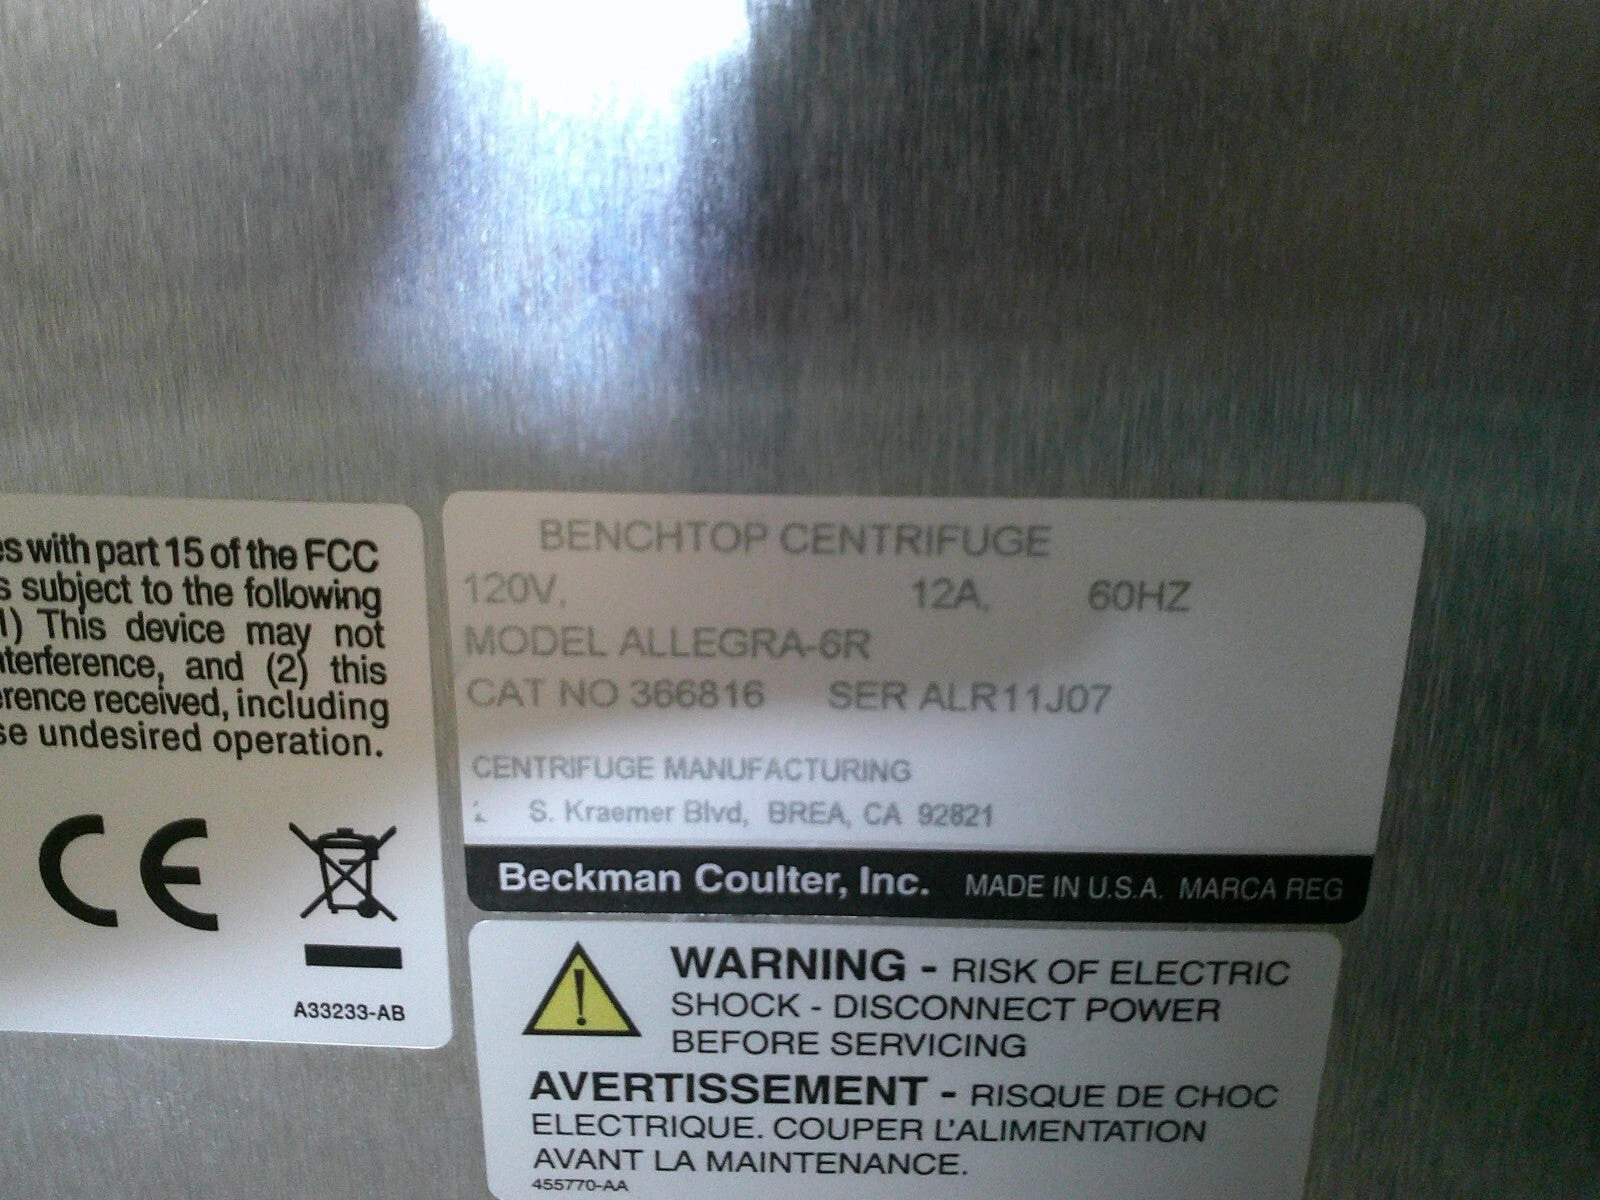 es with part 15 of the FCC
s subject to the following
1) This device may not
nterference, and (2) this
erence received, including
se undesired operation.
CE
A33233-AB
BENCHTOP CENTRIFUGE
120V, 12A, 60HZ
MODEL ALLEGRA-6R
CAT NO 366816 SER ALR11J07
CENTRIFUGE MANUFACTURING
S. Kraemer Blvd, BREA, CA 92821
Beckman Coulter, Inc. MADE IN U.S.A. MARCA REG
WARNING - RISK OF ELECTRIC
SHOCK - DISCONNECT POWER
BEFORE SERVICING
AVERTISSEMENT - RISQUE DE CHOC
ELECTRIQUE. COUPER L'ALIMENTATION
AVANT LA MAINTENANCE.
455770-AA